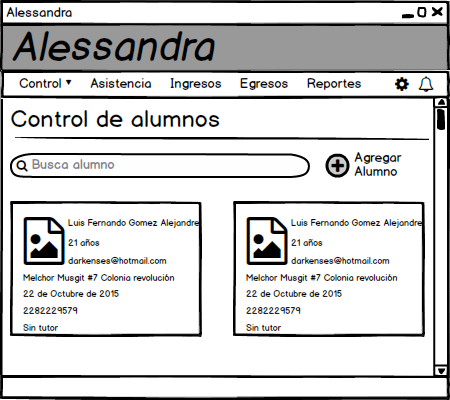 Alessandra
Alessandra
Control Asistencia Ingresos Egresos Reportes
Control de alumnos
Busca alumno
Agregar
Alumno
Luis Fernando Gomez Alejandre
21 años
darkenses@hotmail.com
Melchor Musgit #7 Colonia revolución
22 de Octubre de 2015
2282229579
Sin tutor
Luis Fernando Gomez Alejandre
21 años
darkenses@hotmail.com
Melchor Musgit #7 Colonia revolución
22 de Octubre de 2015
2282229579
Sin tutor